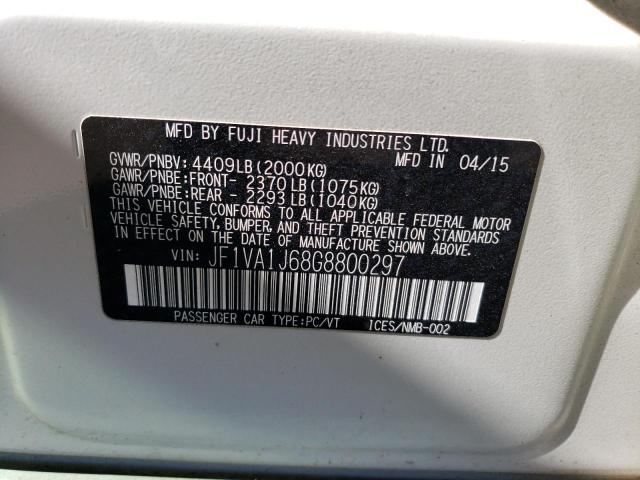 MFD BY FUJI HEAVY INDUSTRIES LTD.
GVWR/PNBV: 4409LB(2000KG) MFD IN 04/15
GAWR/PNBE:FRONT- 2370LB(1075KG)
GAWR/PNBE:REAR - 2293LB(1040KG)
THIS VEHICLE CONFORMS TO ALL APPLICABLE FEDERAL MOTOR
VEHICLE SAFETY, BUMPER, AND THEFT PREVENTION STANDARDS
IN EFFECT ON THE DATE OF MANUFACTURE SHOWN ABOVE.
VIN: JF1VA1J68G8800297
PASSENGER CAR TYPE:PC/VT ICES/NMB-002